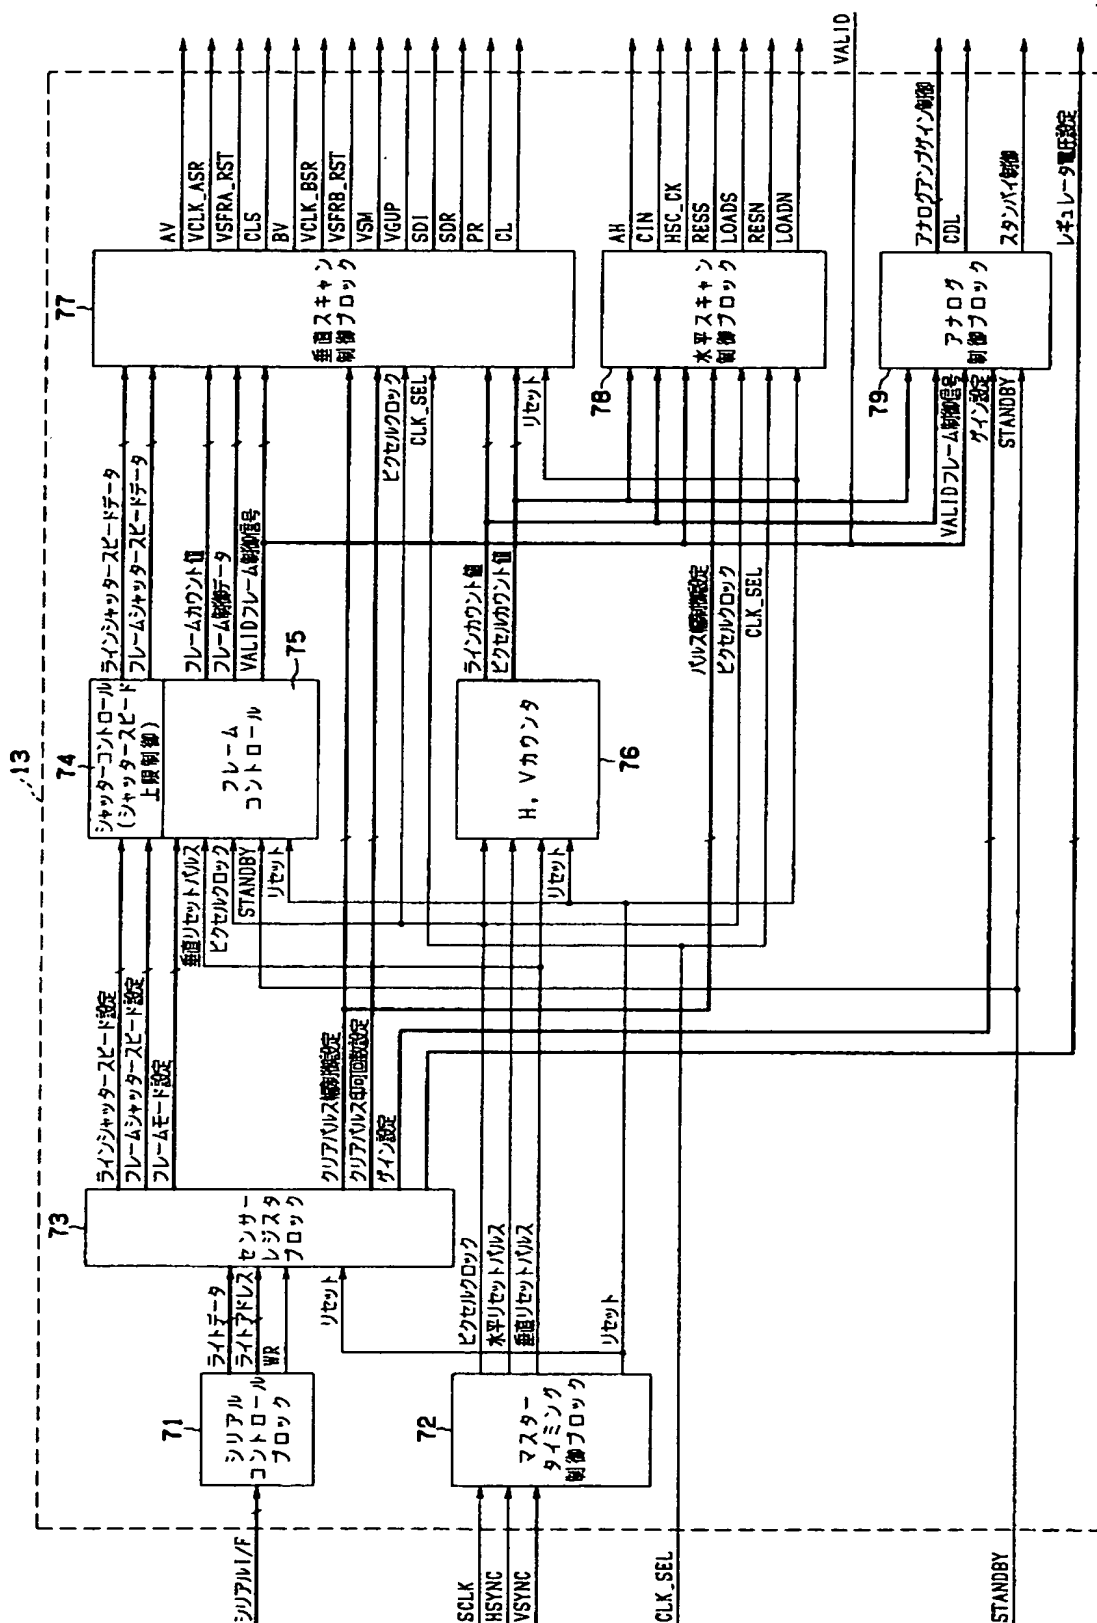 13
シリアルI/F
SCLK
HSYNC
VSYNC
CLK_SEL
STANDBY
71
シリアル
コントロール
ブロック
ライトデータ
ライトアドレス
WR
72
マスター
タイミング
制御ブロック
ピクセルクロック
水平リセットパルス
垂直リセットパルス
リセット
リセット
73
センサー
レジスタ
ブロック
ラインシャッタースピード設定
フレームシャッタースピード設定
フレームモード設定
クリアパルス幅制御設定
クリアパルス印可回数設定
ゲイン設定
垂直リセットパルス
ピクセルクロック
STANDBY
リセット
74
シャッターコントロール
(シャッタースピード
上限制御)
フレーム
コントロール
75
ラインシャッタースピードデータ
フレームシャッタースピードデータ
フレームカウント値
フレーム制御データ
VALIDフレーム制御信号
リセット
H, Vカウンタ
76
ラインカウント値
ピクセルカウント値
パルス幅制御設定
ピクセルクロック
CLK_SEL
ピクセルクロック
CLK_SEL
リセット
77
垂直スキャン
制御ブロック
AV
VCLK_ASR
VSFRA_RST
CLS
BV
VCLK_BSR
VSFRB_RST
VSM
VGUP
SDI
SDR
PR
CL
78
水平スキャン
制御ブロック
AH
CIN
HSC_CK
RESS
LOADS
RESN
LOADN
VALID
79
VALIDフレーム制御信号
ゲイン設定
STANDBY
アナログ
制御ブロック
アナログアンプゲイン制御
CDL
スタンバイ制御
レギュレータ電圧設定